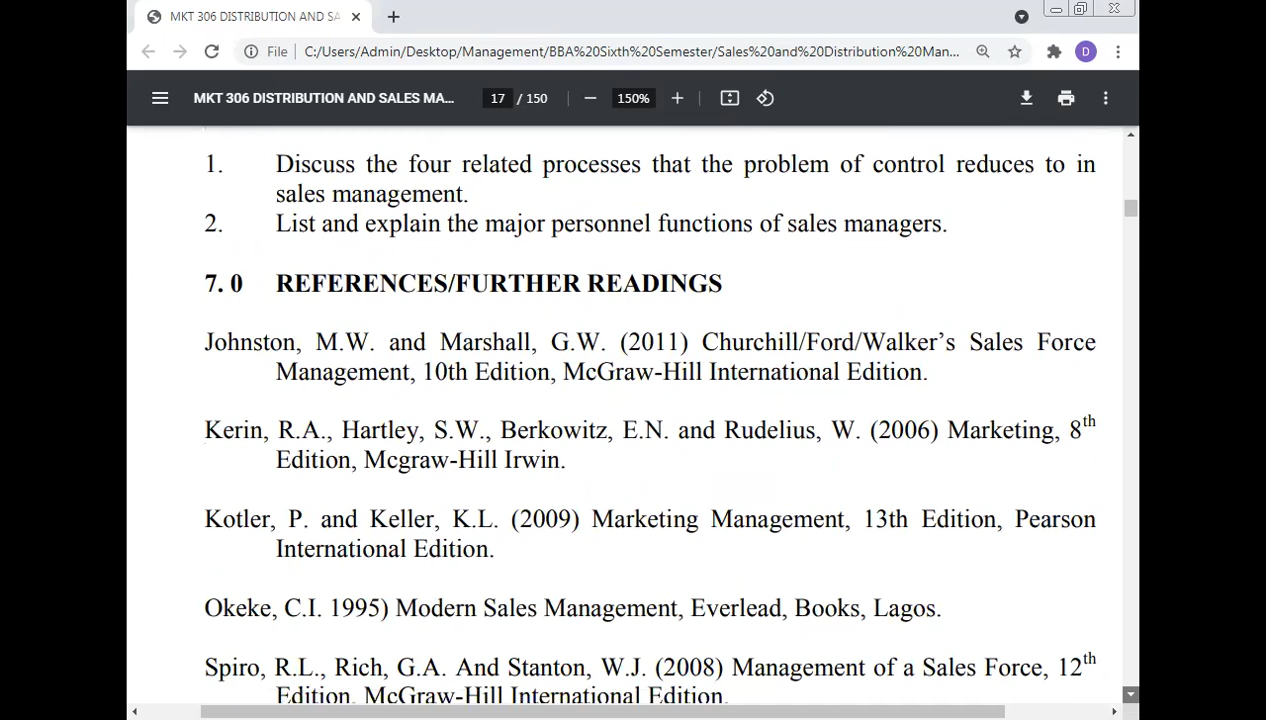 MKT 306 DISTRIBUTION AND SA
File C:/Users/Admin/Desktop/Management/BBA%20Sixth%20Semester/Sales%20and%20Distribution%20Man...
D
MKT 306 DISTRIBUTION AND SALES MA... 17 / 150 150%
1. Discuss the four related processes that the problem of control reduces to in
sales management.
2. List and explain the major personnel functions of sales managers.
7. 0 REFERENCES/FURTHER READINGS
Johnston, M.W. and Marshall, G.W. (2011) Churchill/Ford/Walker’s Sales Force
Management, 10th Edition, McGraw-Hill International Edition.
Kerin, R.A., Hartley, S.W., Berkowitz, E.N. and Rudelius, W. (2006) Marketing, 8th
Edition, Mcgraw-Hill Irwin.
Kotler, P. and Keller, K.L. (2009) Marketing Management, 13th Edition, Pearson
International Edition.
Okeke, C.I. 1995) Modern Sales Management, Everlead, Books, Lagos.
Spiro, R.L., Rich, G.A. And Stanton, W.J. (2008) Management of a Sales Force, 12th
Edition, McGraw-Hill International Edition.